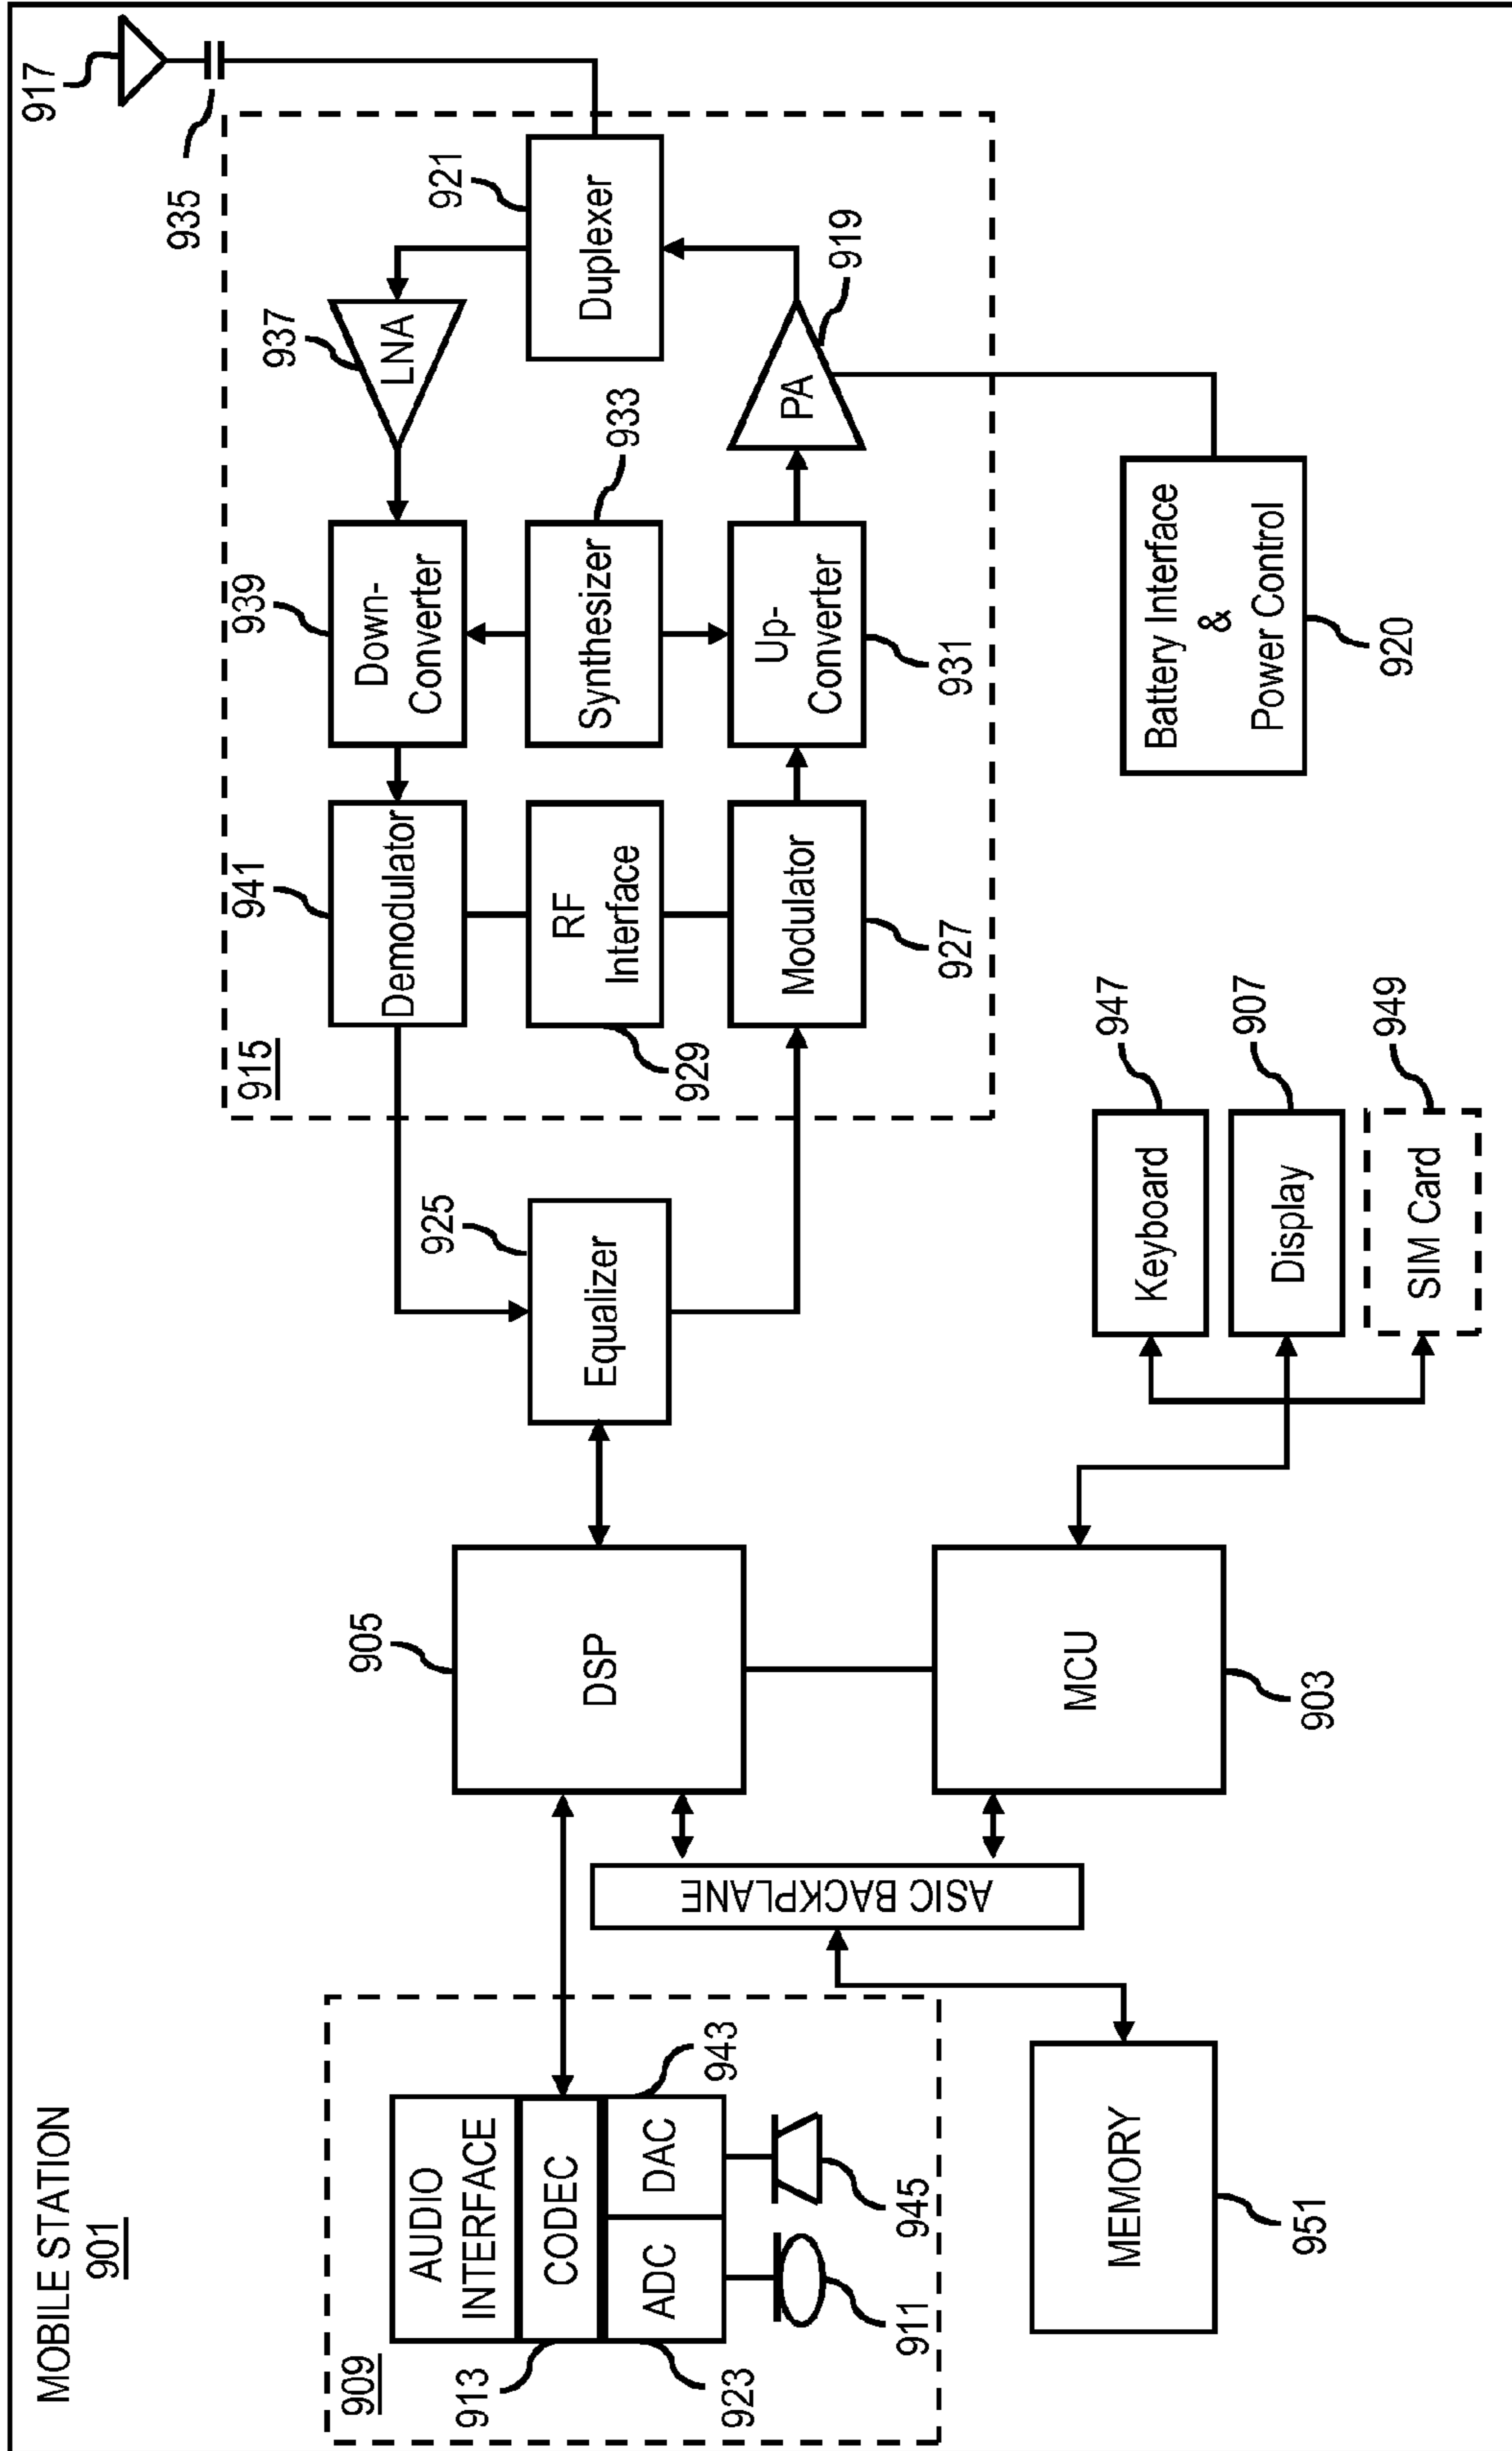 MOBILE STATION
901
909
AUDIO
INTERFACE
CODEC
ADC
DAC
913
923
943
911
945
MEMORY
951
ASIC BACKPLANE
DSP
905
MCU
903
Equalizer
925
Keyboard
947
Display
907
SIM Card
949
915
Demodulator
941
RF
Interface
929
Modulator
927
Down-
Converter
939
Synthesizer
933
Up-
Converter
931
LNA
937
PA
919
Duplexer
921
935
917
Battery Interface
&
Power Control
920